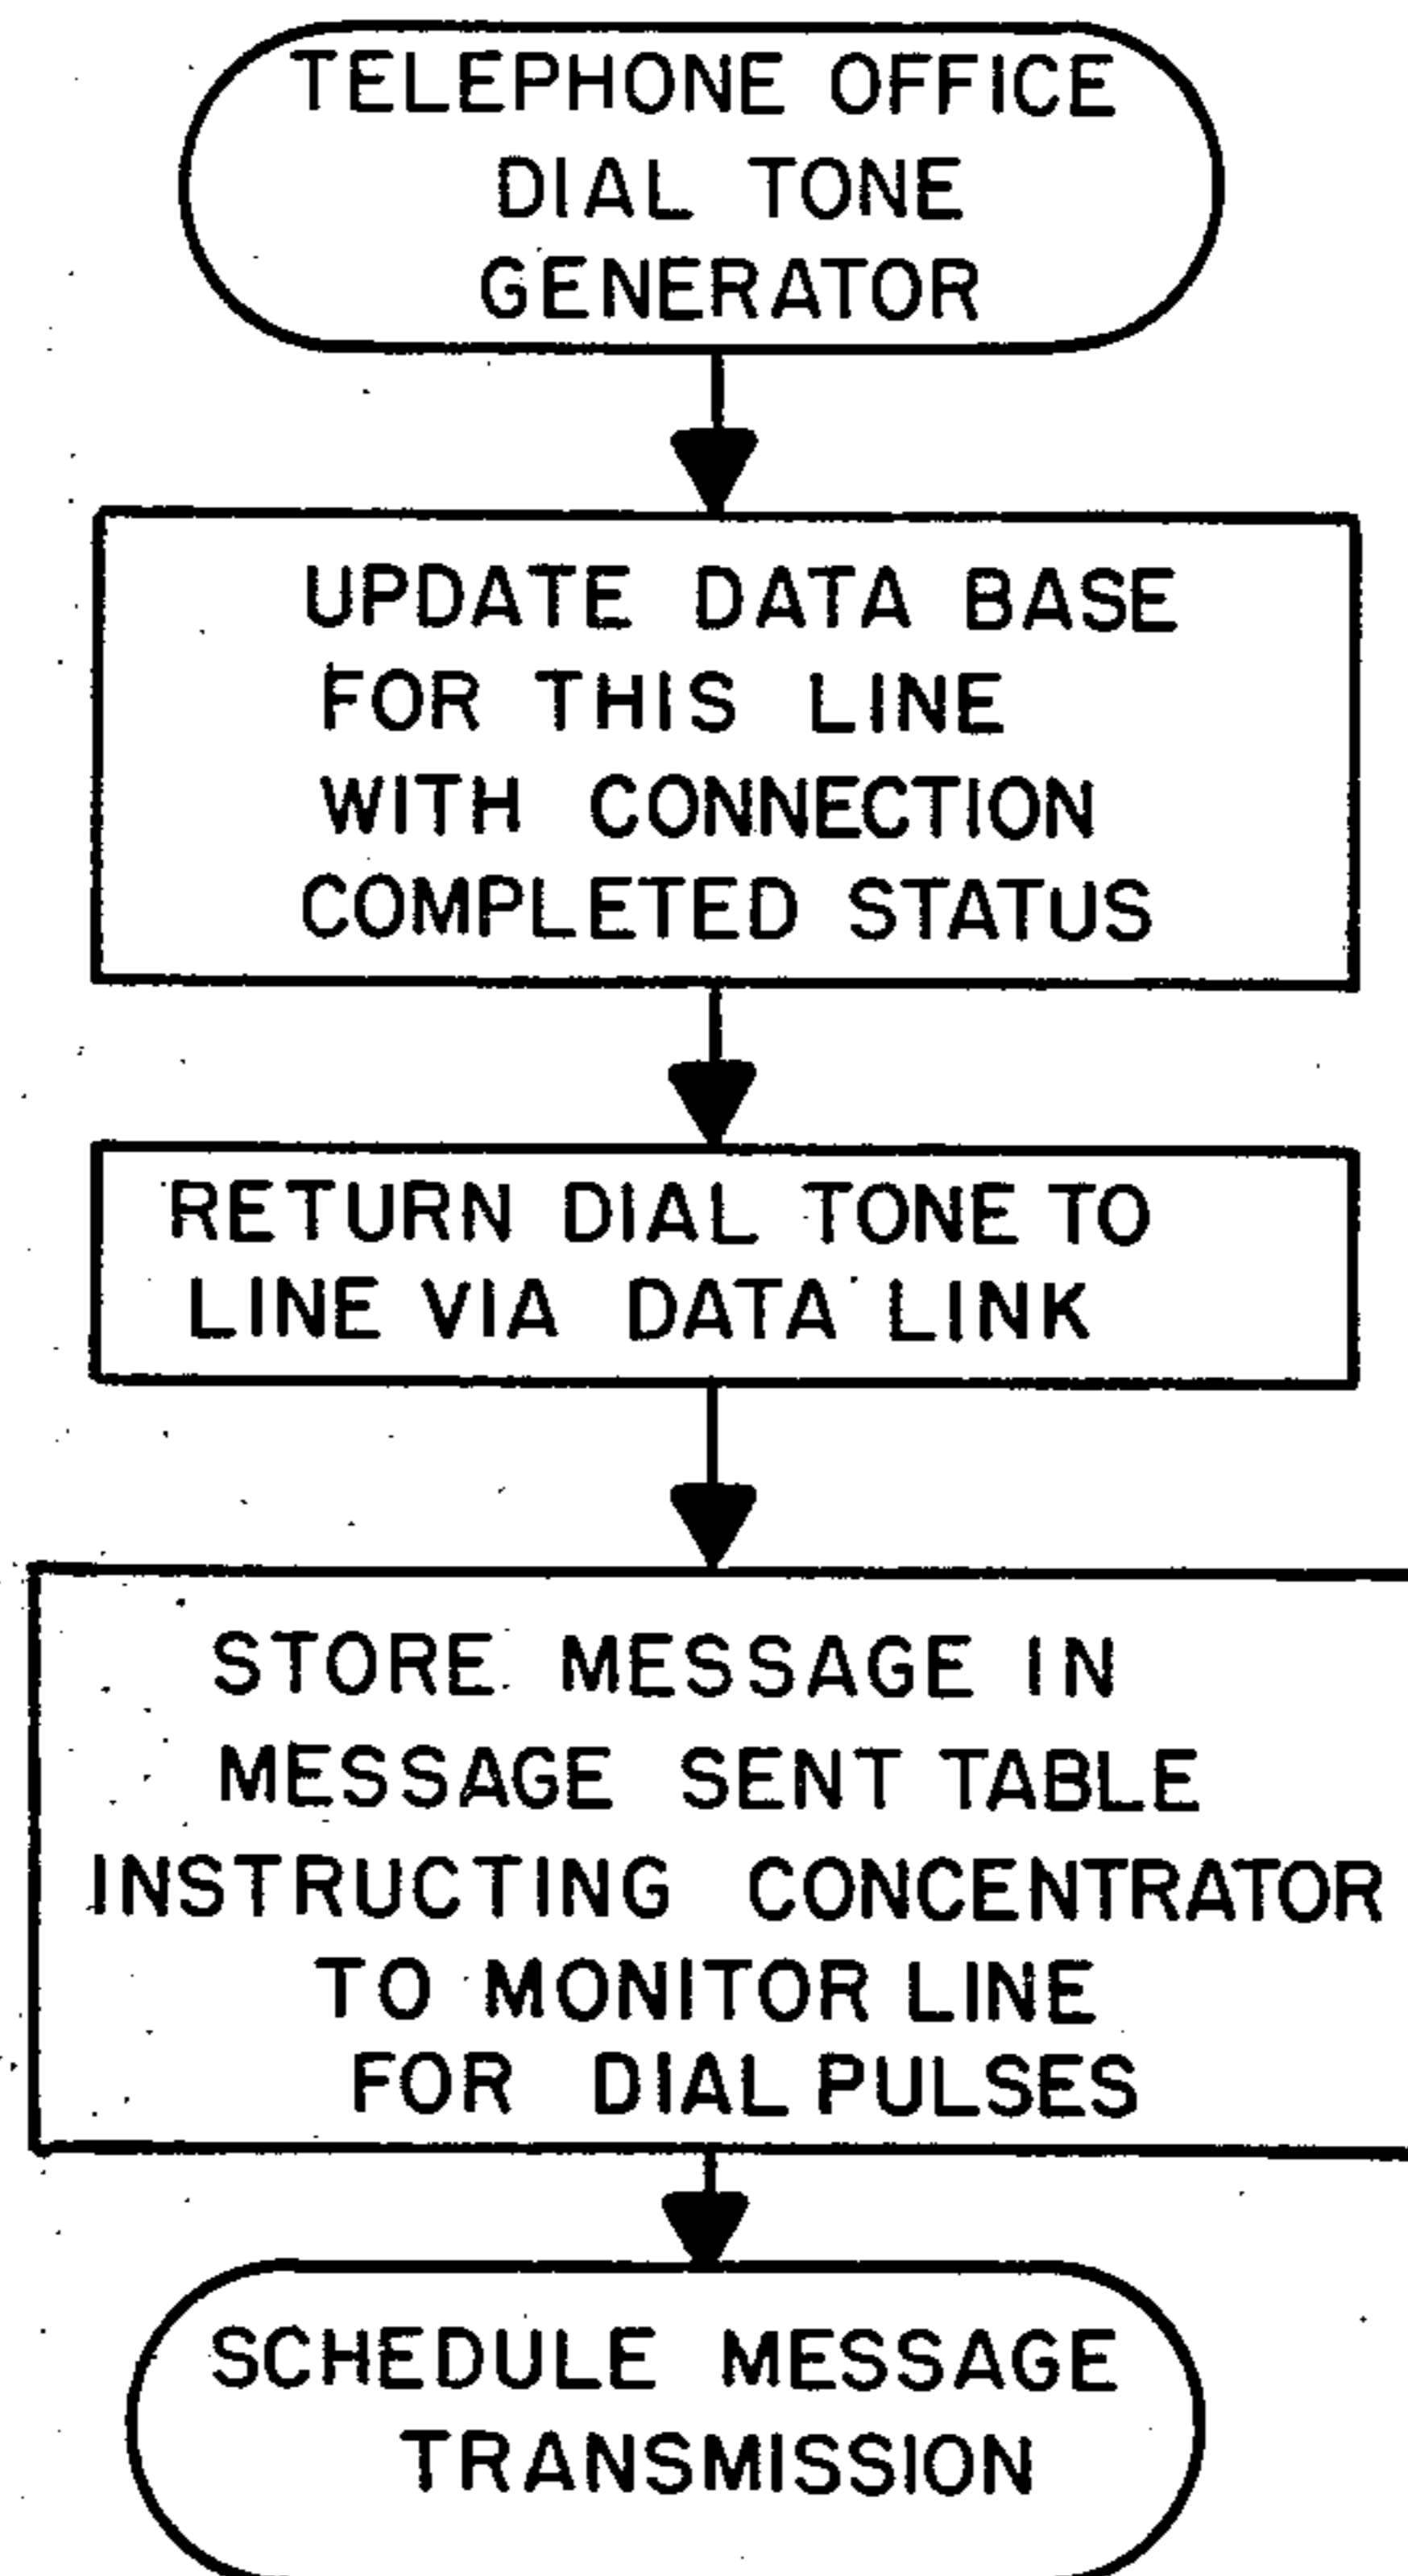 TELEPHONE OFFICE
DIAL TONE
GENERATOR
UPDATE DATA BASE
FOR THIS LINE
WITH CONNECTION
COMPLETED STATUS
RETURN DIAL TONE TO
LINE VIA DATA LINK
STORE MESSAGE IN
MESSAGE SENT TABLE
INSTRUCTING CONCENTRATOR
TO MONITOR LINE
FOR DIAL PULSES
SCHEDULE MESSAGE
TRANSMISSION